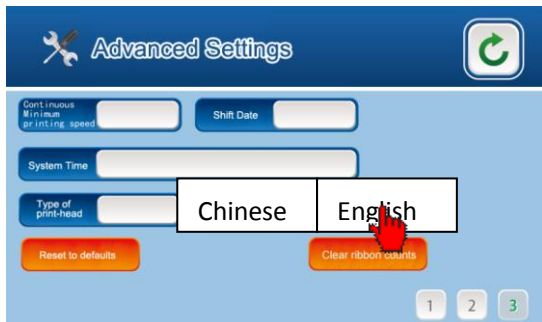 Advanced Settings
Continuous
Minimum
printing speed
Shift Date
System Time
Type of
print-head
Chinese
English
Reset to defaults
Clear ribbon counts
1 2 3